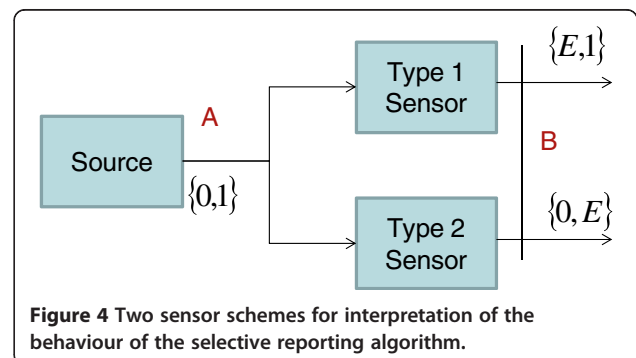 {E,1}
Type 1
Sensor
A
Source
B
{0,1}
{0, E}
Type 2
Sensor
Figure 4 Two sensor schemes for interpretation of the
behaviour of the selective reporting algorithm.